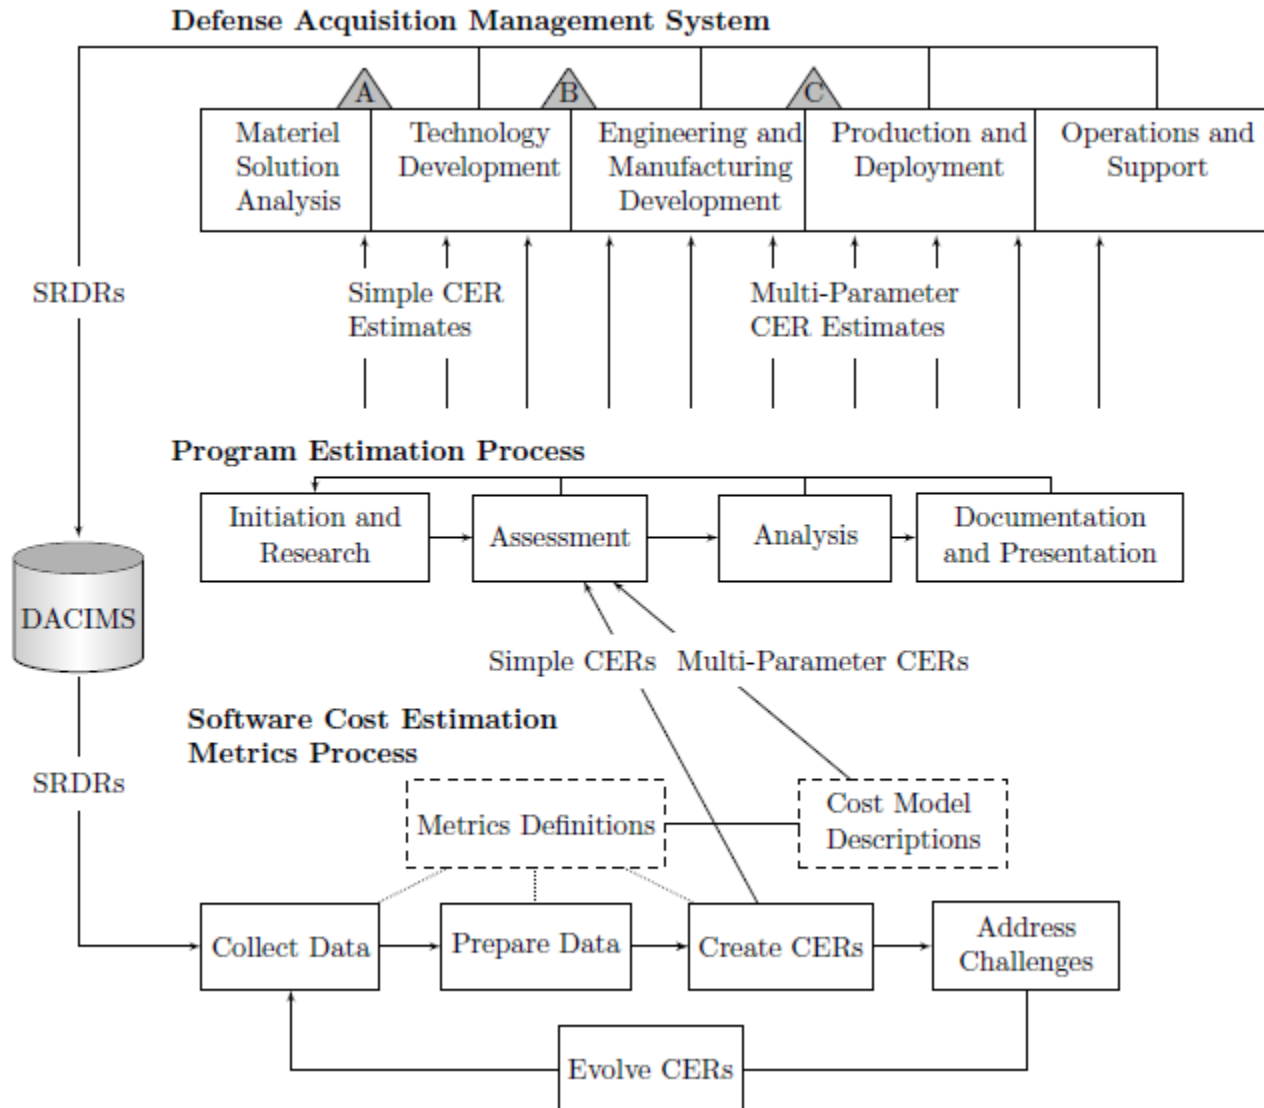 Defense Acquisition Management System
A
B
C
Materiel
Solution
Analysis
Technology
Development
Engineering and
Manufacturing
Development
Production and
Deployment
Operations and
Support
SRDRs
Simple CER
Estimates
Multi-Parameter
CER Estimates
Program Estimation Process
Initiation and
Research
Assessment
Analysis
Documentation
and Presentation
DACIMS
Simple CERs
Multi-Parameter CERs
Software Cost Estimation
Metrics Process
SRDRs
Metrics Definitions
Cost Model
Descriptions
Collect Data
Prepare Data
Create CERs
Address
Challenges
Evolve CERs